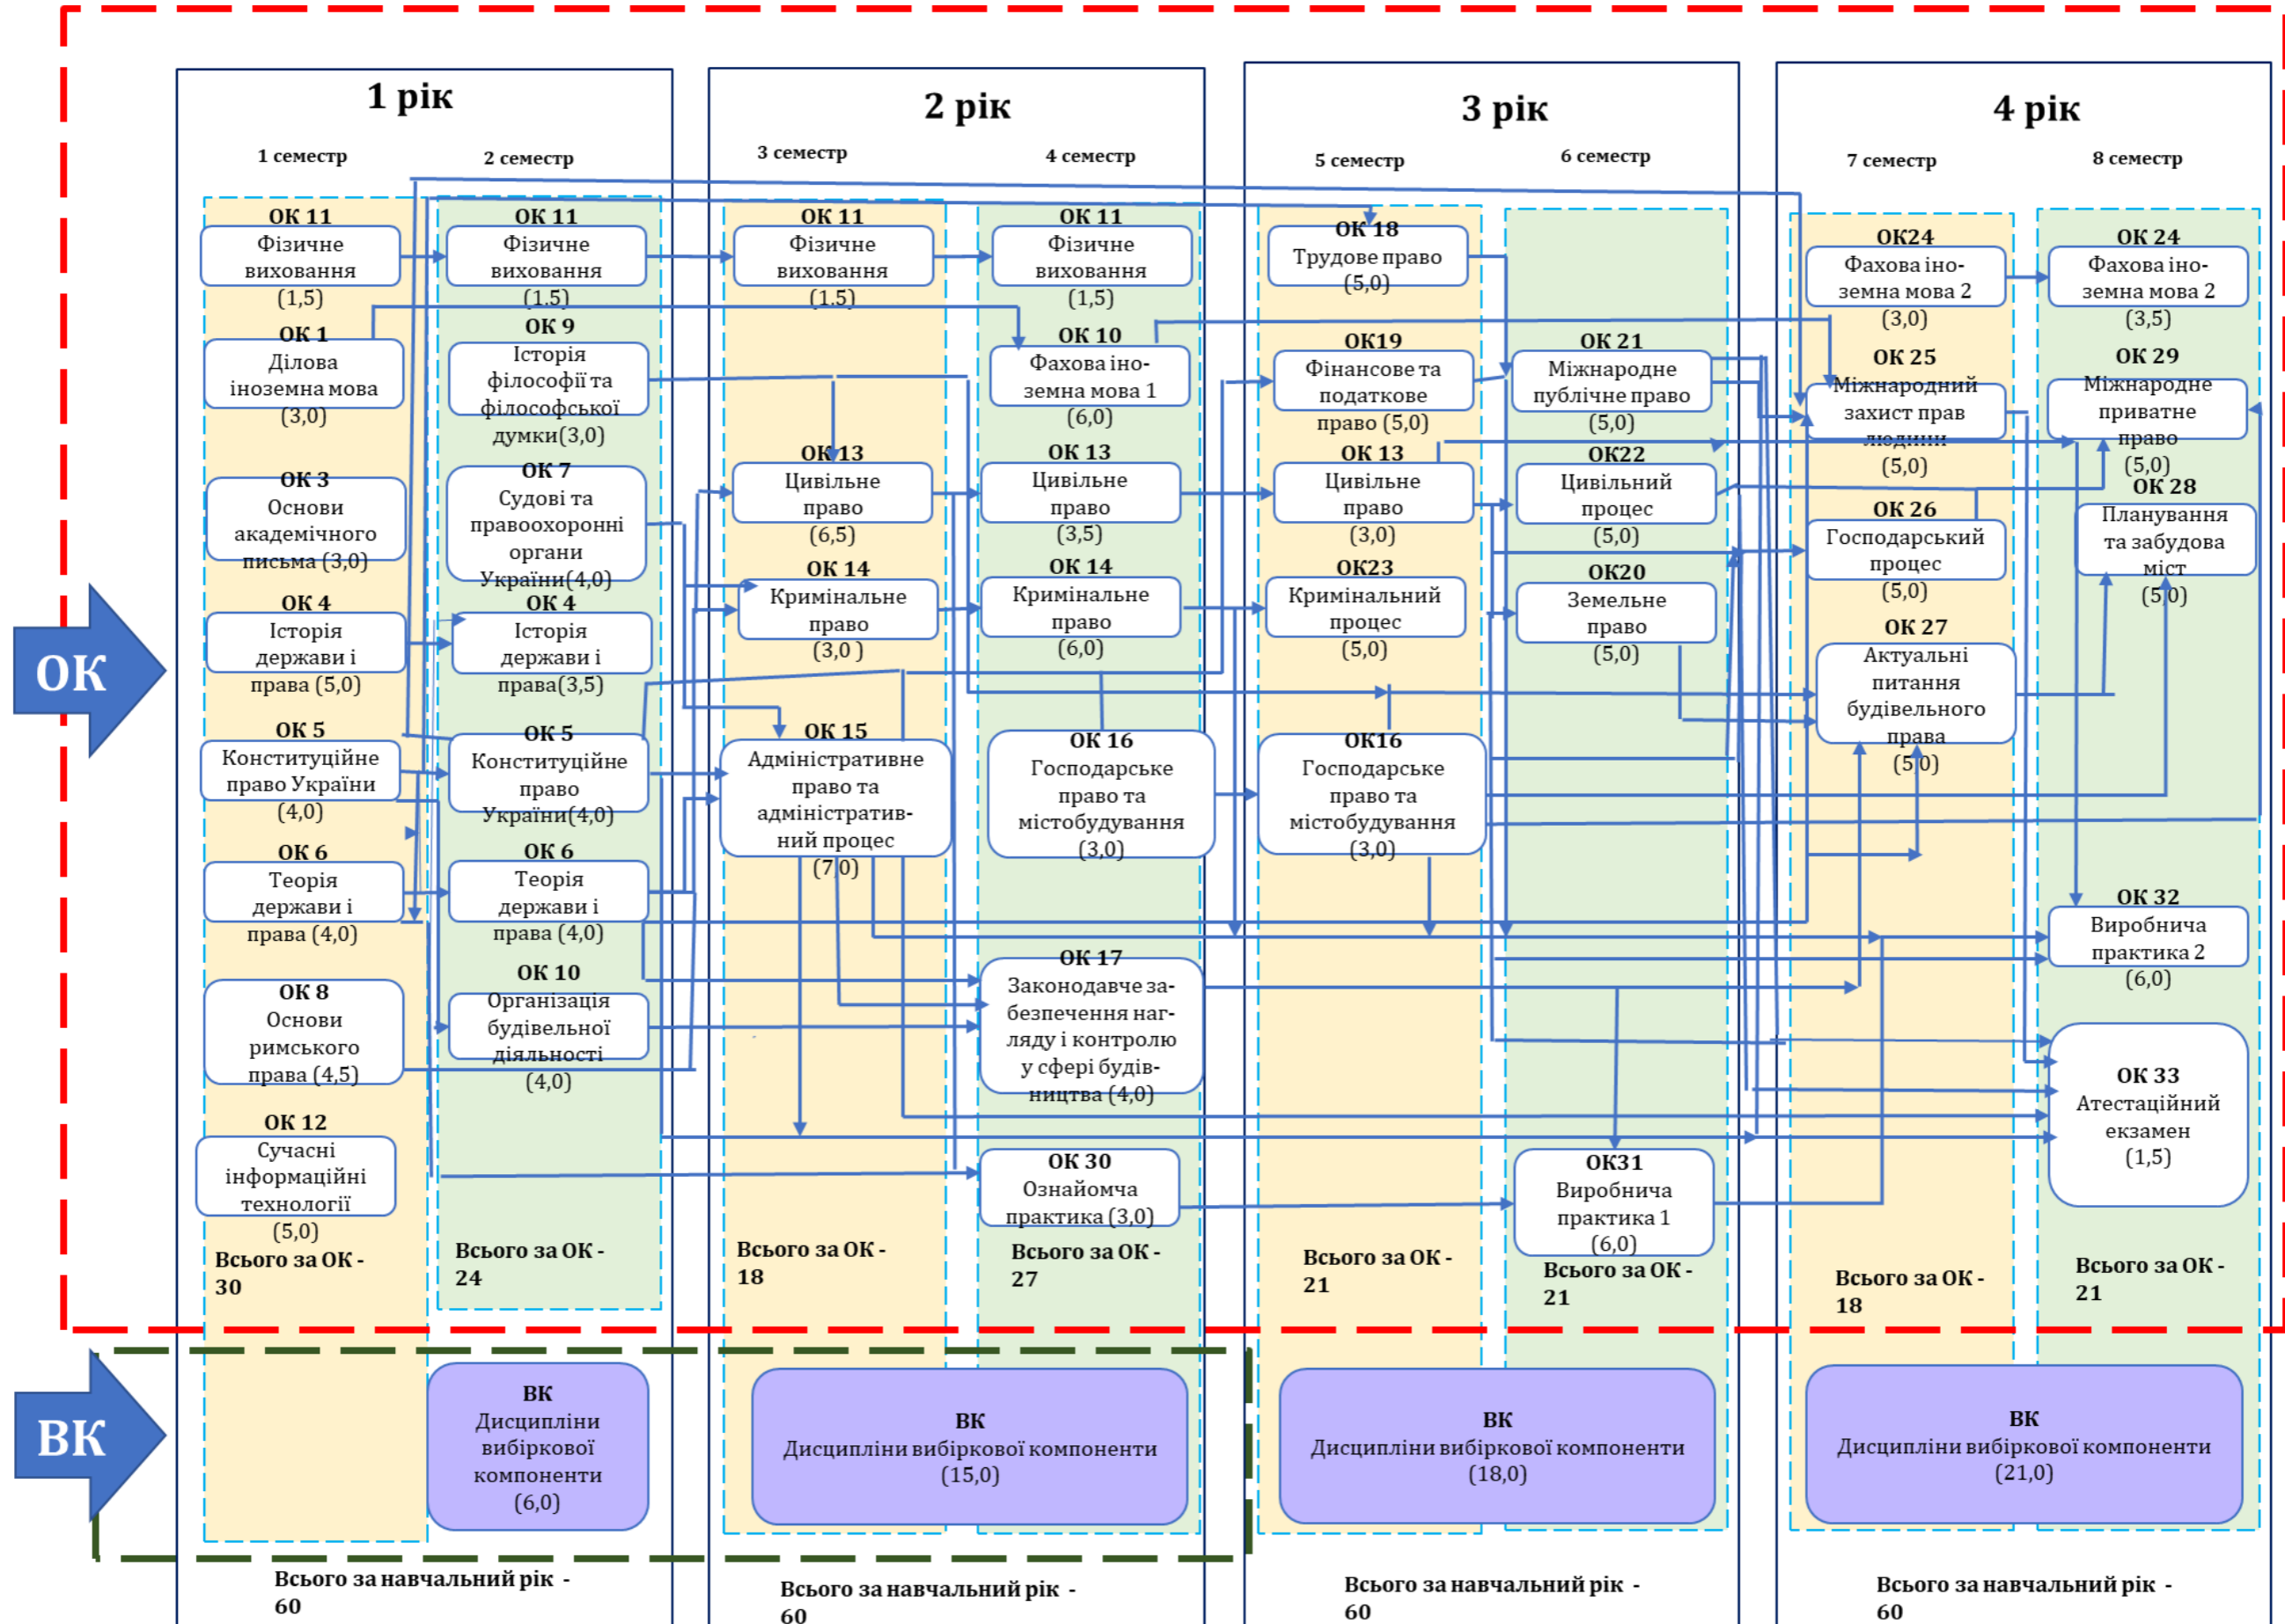 1 рік
1 семестр
2 семестр
ОК 11
Фізичне
виховання
(1,5)
ОК 1
Ділова
іноземна мова
(3,0)
ОК 3
Основи
академічного
письма (3,0)
ОК 4
Історія
держави і
права (5,0)
ОК 5
Конституційне
право України
(4,0)
ОК 6
Теорія
держави і
права (4,0)
ОК 8
Основи
римського
права (4,5)
ОК 12
Сучасні
інформаційні
технології
(5,0)
Всього за ОК -
30
ОК 11
Фізичне
виховання
(1,5)
ОК 9
Історія
філософії та
філософської
думки(3,0)
ОК 7
Судові та
правоохоронні
органи
України(4,0)
ОК 4
Історія
держави і
права(3,5)
ОК 5
Конституційне
право
України(4,0)
ОК 6
Теорія
держави і
права (4,0)
ОК 10
Організація
будівельної
діяльності
(4,0)
Всього за ОК -
24
2 рік
3 семестр
4 семестр
ОК 11
Фізичне
виховання
(1,5)
ОК 13
Цивільне
право
(6,5)
ОК 14
Кримінальне
право
(3,0 )
ОК 15
Адміністративне
право та
адміністратив-
ний процес
(7,0)
Всього за ОК -
18
ОК 11
Фізичне
виховання
(1,5)
ОК 10
Фахова іно-
земна мова 1
(6,0)
ОК 13
Цивільне
право
(3,5)
ОК 14
Кримінальне
право
(6,0)
ОК 16
Господарське
право та
містобудування
(3,0)
ОК 17
Законодавче за-
безпечення наг-
ляду і контролю
у сфері будів-
ництва (4,0)
ОК 30
Ознайомча
практика (3,0)
Всього за ОК -
27
3 рік
5 семестр
6 семестр
ОК 18
Трудове право
(5,0)
ОК19
Фінансове та
податкове
право (5,0)
ОК 13
Цивільне
право
(3,0)
ОК23
Кримінальний
процес
(5,0)
ОК16
Господарське
право та
містобудування
(3,0)
Всього за ОК -
21
ОК 21
Міжнародне
публічне право
(5,0)
ОК22
Цивільний
процес
(5,0)
ОК20
Земельне
право
(5,0)
ОК31
Виробнича
практика 1
(6,0)
Всього за ОК -
21
4 рік
7 семестр
8 семестр
ОК24
Фахова іно-
земна мова 2
(3,0)
ОК 25
Міжнародний
захист прав
людини
(5,0)
ОК 26
Господарський
процес
(5,0)
ОК 27
Актуальні
питання
будівельного
права
(5,0)
Всього за ОК -
18
ОК 24
Фахова іно-
земна мова 2
(3,5)
ОК 29
Міжнародне
приватне
право
(5,0)
ОК 28
Планування
та забудова
міст
(5,0)
ОК 32
Виробнича
практика 2
(6,0)
ОК 33
Атестаційний
екзамен
(1,5)
Всього за ОК -
21
ОК
ВК
ВК
Дисципліни
вибіркової
компоненти
(6,0)
ВК
Дисципліни вибіркової компоненти
(15,0)
ВК
Дисципліни вибіркової компоненти
(18,0)
ВК
Дисципліни вибіркової компоненти
(21,0)
Всього за навчальний рік -
60
Всього за навчальний рік -
60
Всього за навчальний рік -
60
Всього за навчальний рік -
60